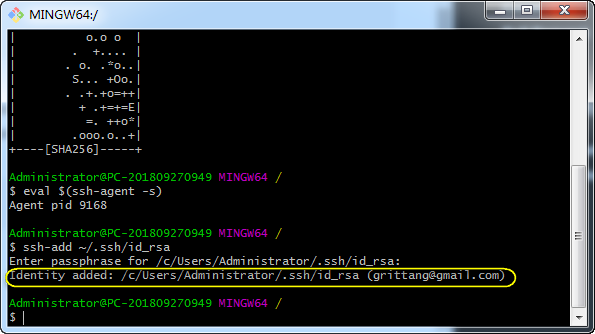 MINGW64:/
|           o.o o  |
|         .  +.... |
|        . o. .*o..|
|         S... +Oo.|
|        . .+.+o=++|
|          + .+=+=E|
|           =. ++o*|
|         .ooo.o..+|
+----[SHA256]-----+
Administrator@PC-201809270949 MINGW64 /
$ eval $(ssh-agent -s)
Agent pid 9168
Administrator@PC-201809270949 MINGW64 /
$ ssh-add ~/.ssh/id_rsa
Enter passphrase for /c/Users/Administrator/.ssh/id_rsa:
Identity added: /c/Users/Administrator/.ssh/id_rsa (grittang@gmail.com)
Administrator@PC-201809270949 MINGW64 /
$